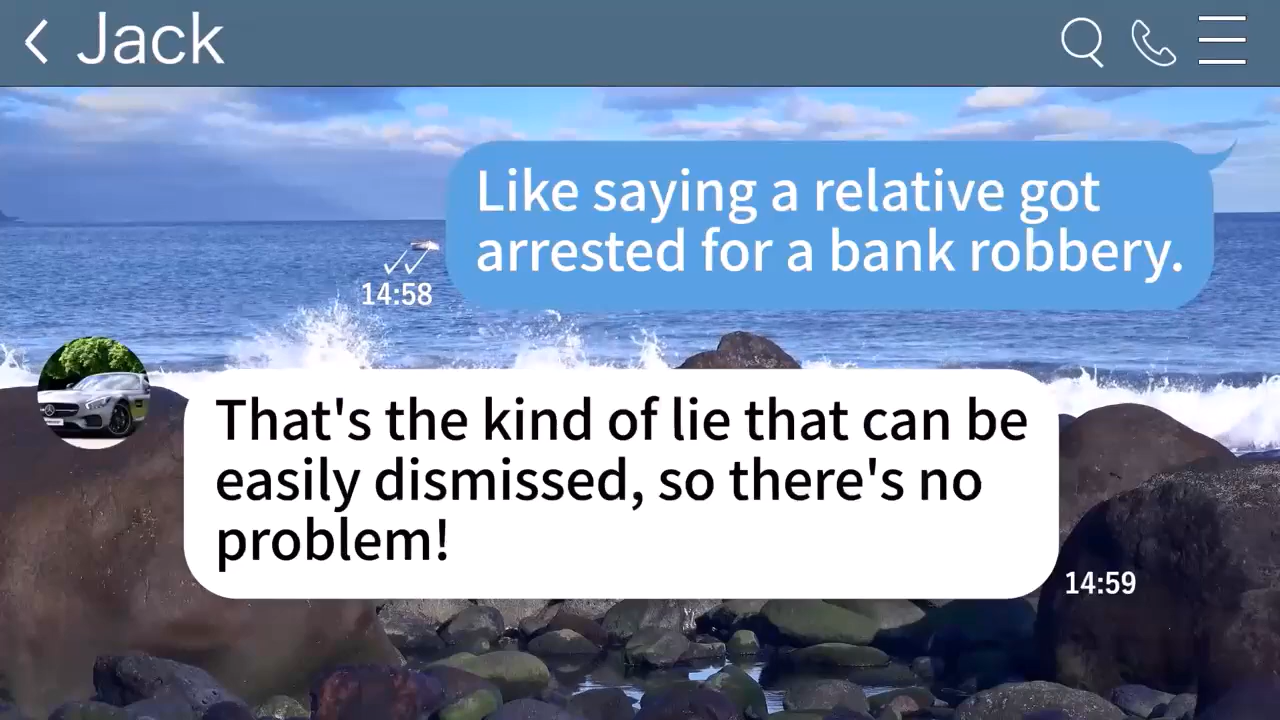 Jack
Like saying a relative got
arrested for a bank robbery.
14:58
That's the kind of lie that can be
easily dismissed, so there's no
problem!
14:59